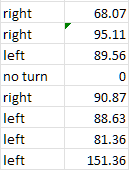 right 68.07
right 95.11
left 89.56
no turn 0
right 90.87
left 88.63
left 81.36
left 151.36